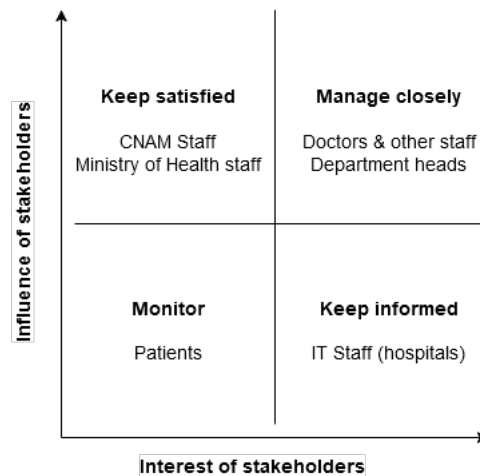 Influence of stakeholders
Keep satisfied
CNAM Staff
Ministry of Health staff
Manage closely
Doctors & other staff
Department heads
Monitor
Patients
Keep informed
IT Staff (hospitals)
Interest of stakeholders